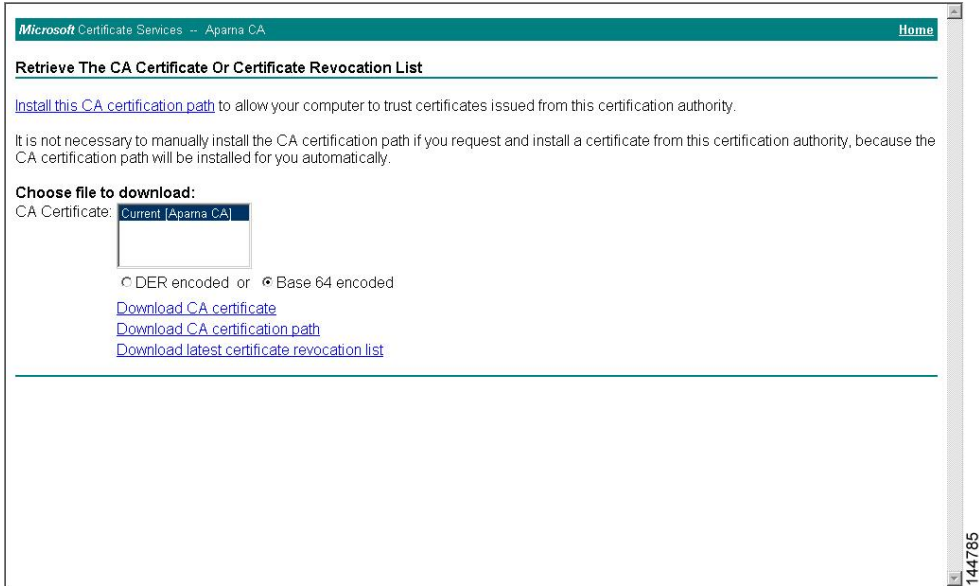 Microsoft Certificate Services -- Aparna CA Home
Retrieve The CA Certificate Or Certificate Revocation List
Install this CA certification path to allow your computer to trust certificates issued from this certification authority.
It is not necessary to manually install the CA certification path if you request and install a certificate from this certification authority, because the
CA certification path will be installed for you automatically.
Choose file to download:
CA Certificate: Current [Aparna CA]
DER encoded or Base 64 encoded
Download CA certificate
Download CA certification path
Download latest certificate revocation list
144785